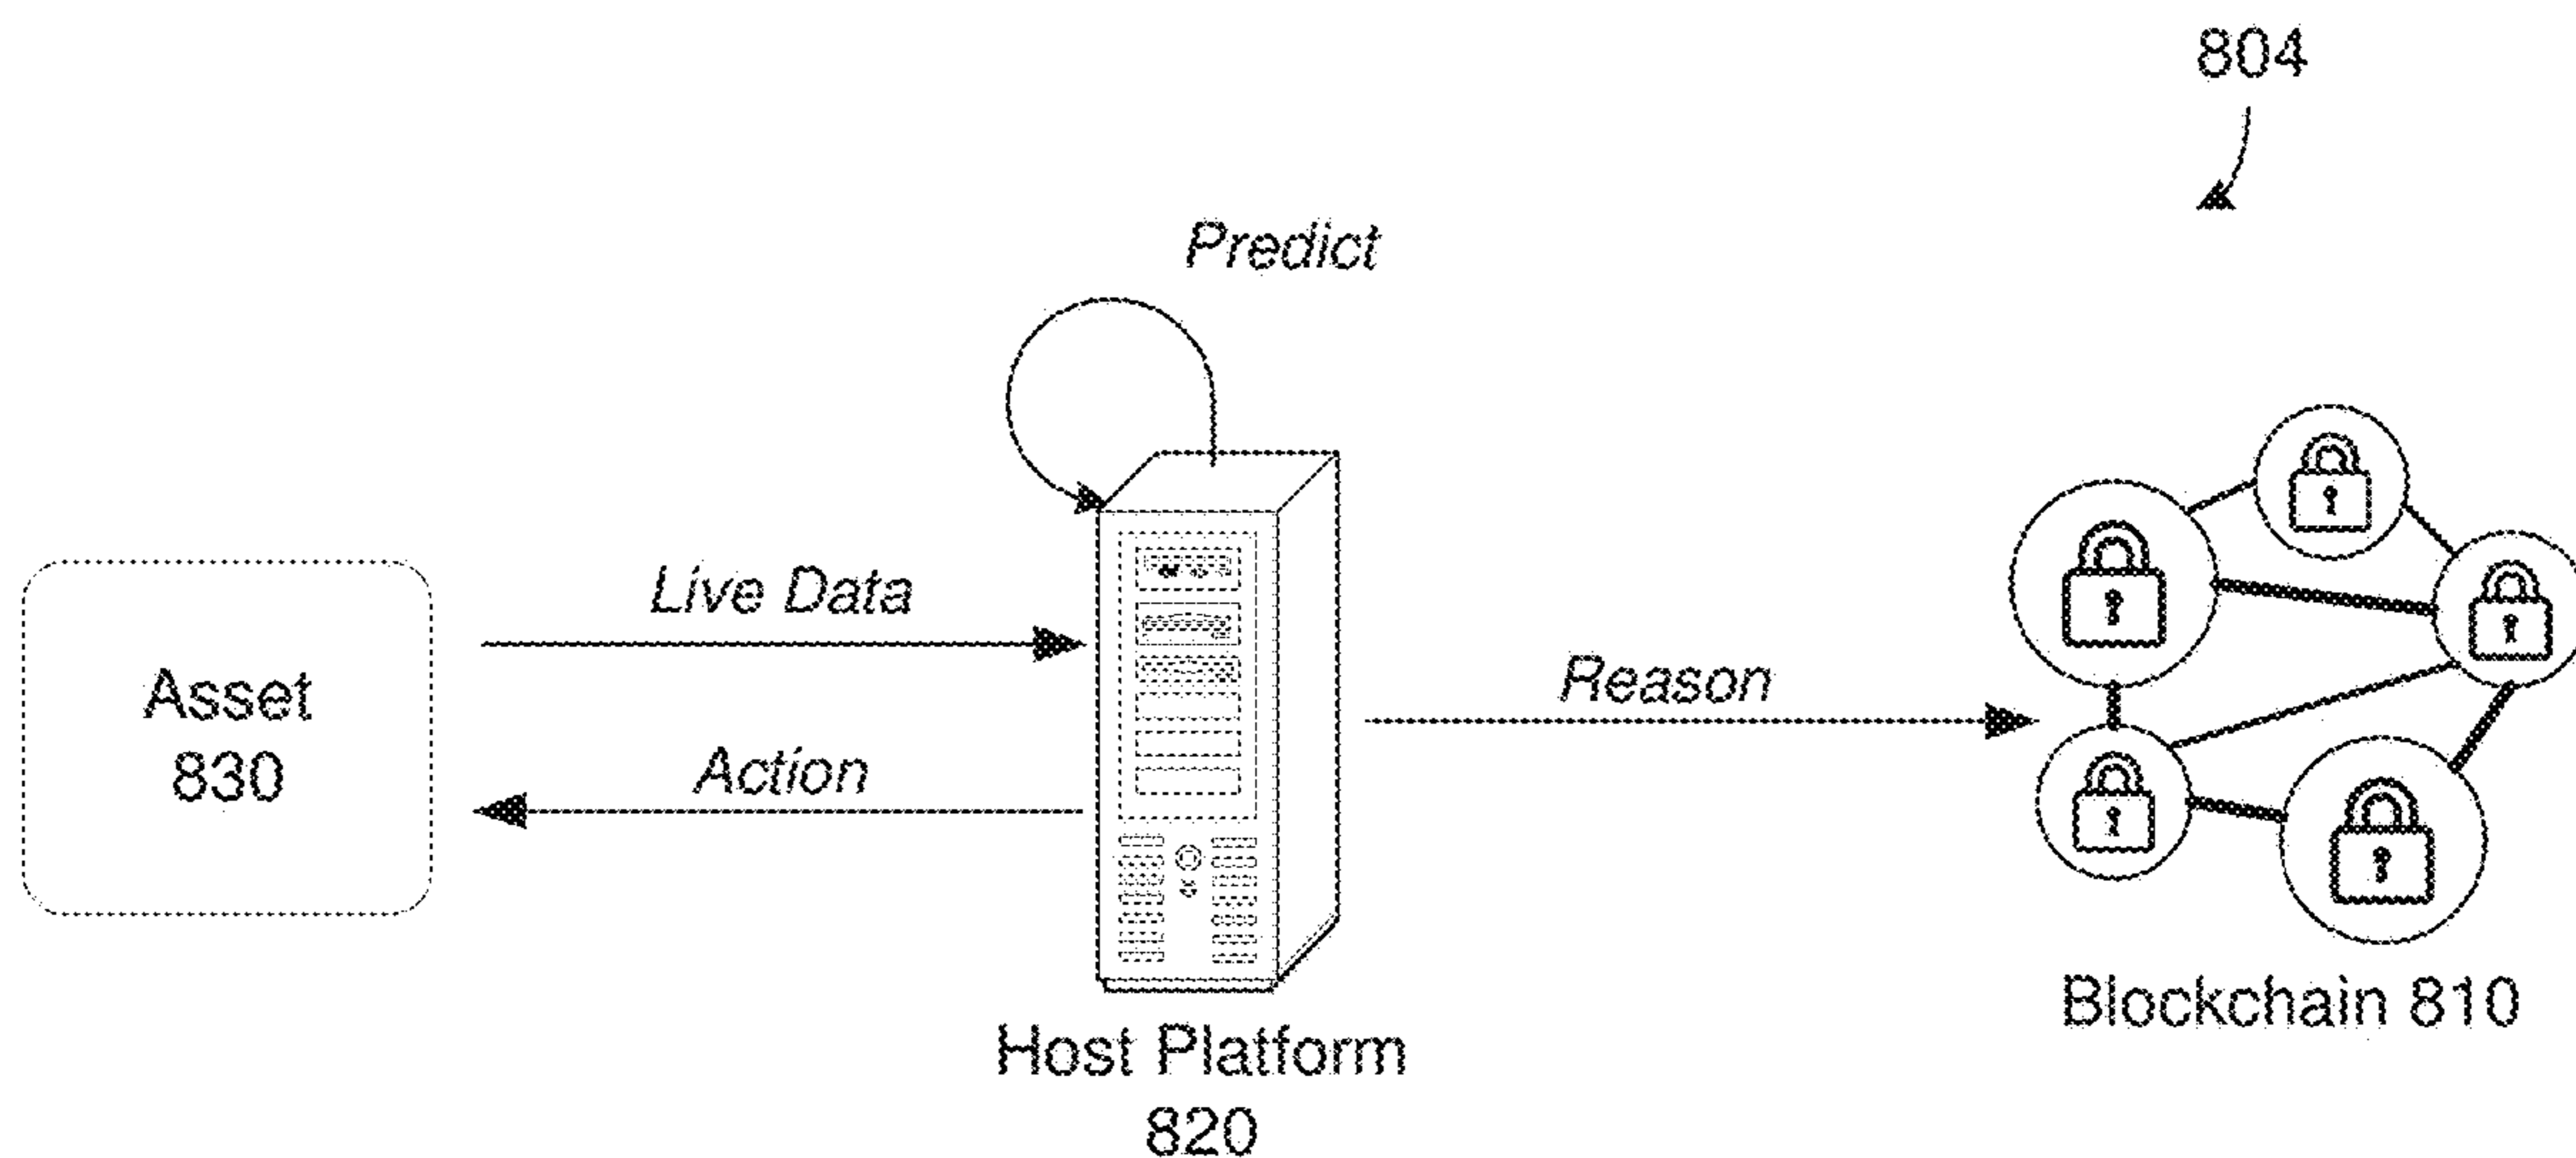 804
Predict
Live Data
Asset
830
Action
Reason
Blockchain 810
Host Platform
820